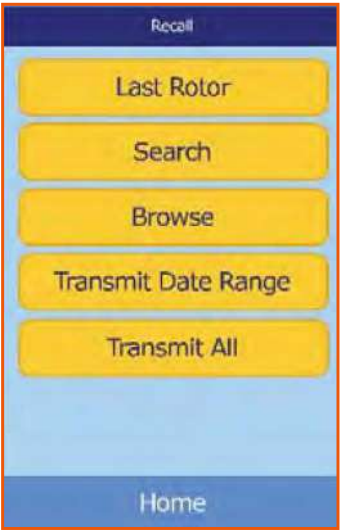 Recall
Last Rotor
Search
Browse
Transmit Date Range
Transmit All
Home